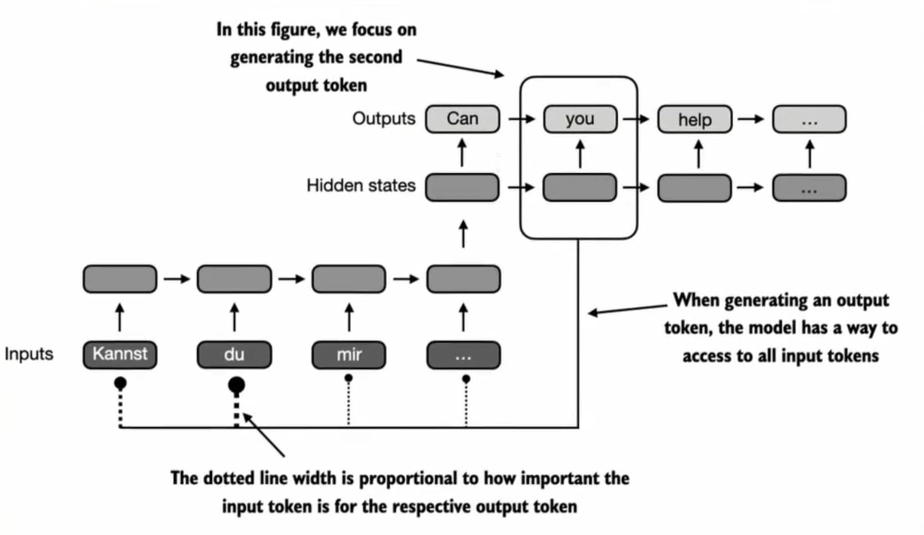 In this figure, we focus on
generating the second
output token
Outputs
Can
you
help
...
Hidden states
...
When generating an output
token, the model has a way to
access to all input tokens
Inputs
Kannst
du
mir
...
The dotted line width is proportional to how important the
input token is for the respective output token